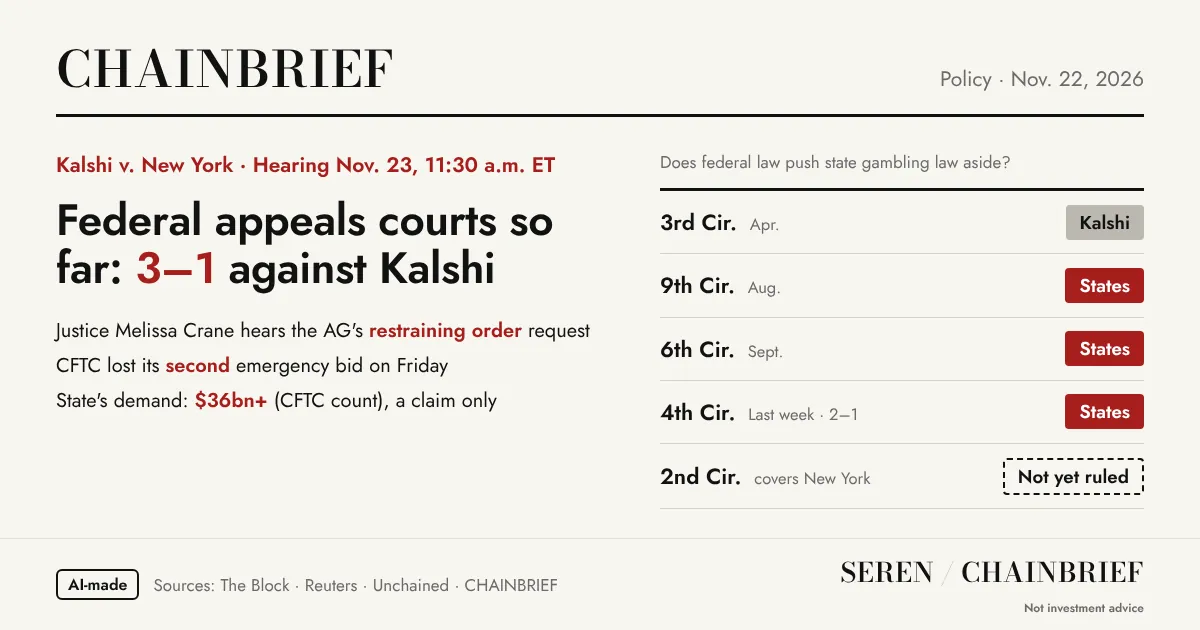 CHAINBRIEF
Policy · Nov. 22, 2026
Kalshi v. New York · Hearing Nov. 23, 11:30 a.m. ET
Federal appeals courts so
far: 3–1 against Kalshi
Justice Melissa Crane hears the AG's restraining order request
CFTC lost its second emergency bid on Friday
State's demand: $36bn+ (CFTC count), a claim only
Does federal law push state gambling law aside?
3rd Cir. Apr. Kalshi
9th Cir. Aug. States
6th Cir. Sept. States
4th Cir. Last week · 2–1 States
2nd Cir. covers New York Not yet ruled
AI-made Sources: The Block · Reuters · Unchained · CHAINBRIEF
SEREN / CHAINBRIEF
Not investment advice